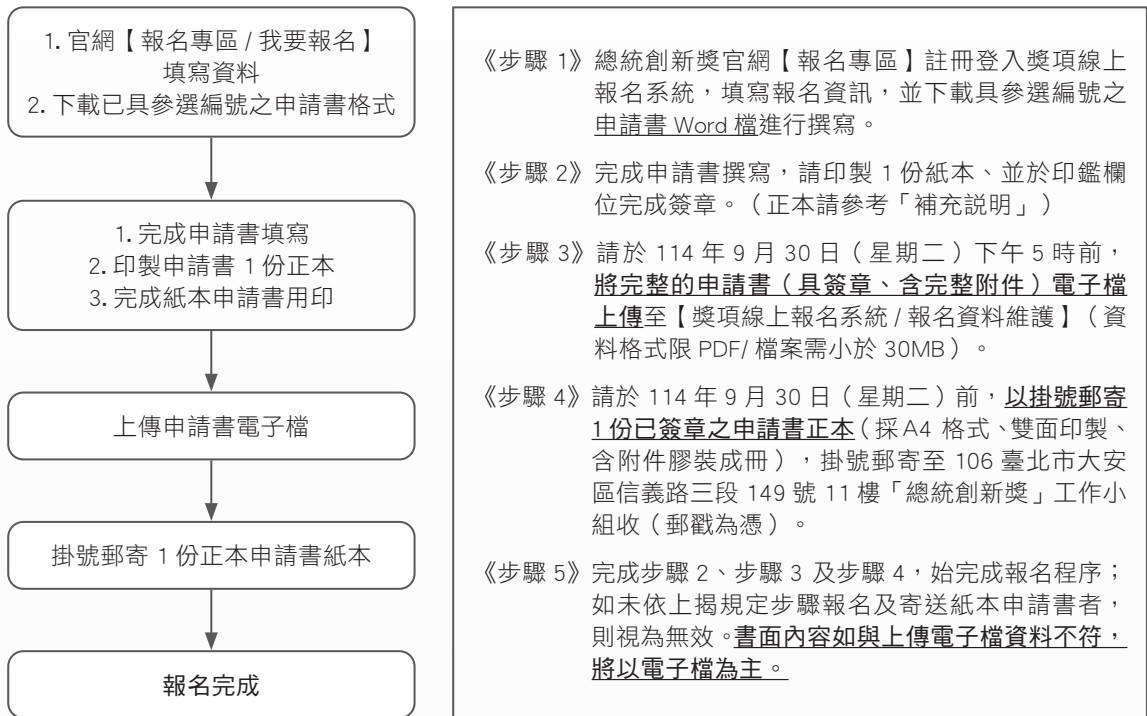 1. 官網【報名專區 / 我要報名】
填寫資料
2. 下載已具參選編號之申請書格式
1. 完成申請書填寫
2. 印製申請書 1 份正本
3. 完成紙本申請書用印
上傳申請書電子檔
掛號郵寄 1 份正本申請書紙本
報名完成
《步驟 1》總統創新獎官網【報名專區】註冊登入獎項線上
報名系統，填寫報名資訊，並下載具參選編號之
申請書 Word 檔進行撰寫。
《步驟 2》完成申請書撰寫，請印製 1 份紙本、並於印鑑欄
位完成簽章。（正本請參考「補充說明」）
《步驟 3》請於 114 年 9 月 30 日（星期二）下午 5 時前，
將完整的申請書（具簽章、含完整附件）電子檔
上傳至【獎項線上報名系統 / 報名資料維護】（資
料格式限 PDF/ 檔案需小於 30MB）。
《步驟 4》請於 114 年 9 月 30 日（星期二）前，以掛號郵寄
1 份已簽章之申請書正本（採 A4 格式、雙面印製、
含附件膠裝成冊），掛號郵寄至 106 臺北市大安
區信義路三段 149 號 11 樓「總統創新獎」工作小
組收（郵戳為憑）。
《步驟 5》完成步驟 2、步驟 3 及步驟 4，始完成報名程序；
如未依上揭規定步驟報名及寄送紙本申請書者，
則視為無效。書面內容如與上傳電子檔資料不符，
將以電子檔為主。